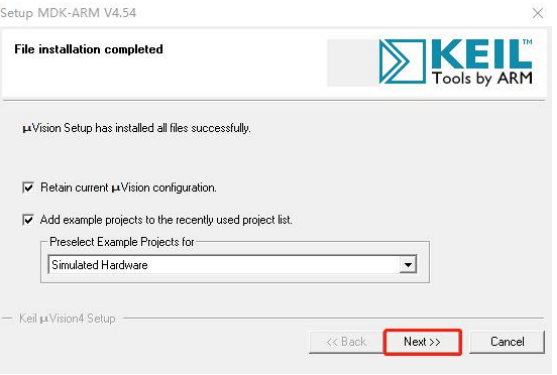 Setup MDK-ARM V4.54
File installation completed
KEIL™
Tools by ARM
µVision Setup has installed all files successfully.
Retain current µVision configuration.
Add example projects to the recently used project list.
Preselect Example Projects for
Simulated Hardware
Keil µVision4 Setup
<< Back
Next >>
Cancel